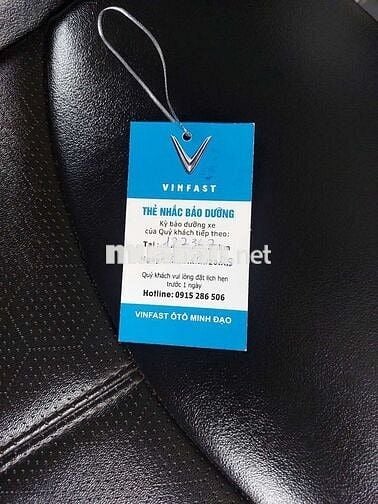 VINFAST
THẺ NHẮC BẢO DƯỠNG
Kỳ bảo dưỡng xe
của Quý khách tiếp theo:
Quý khách vui lòng đặt lịch hẹn
trước 1 ngày
Hotline: 0915 286 506
VINFAST ÔTÔ MINH ĐẠO